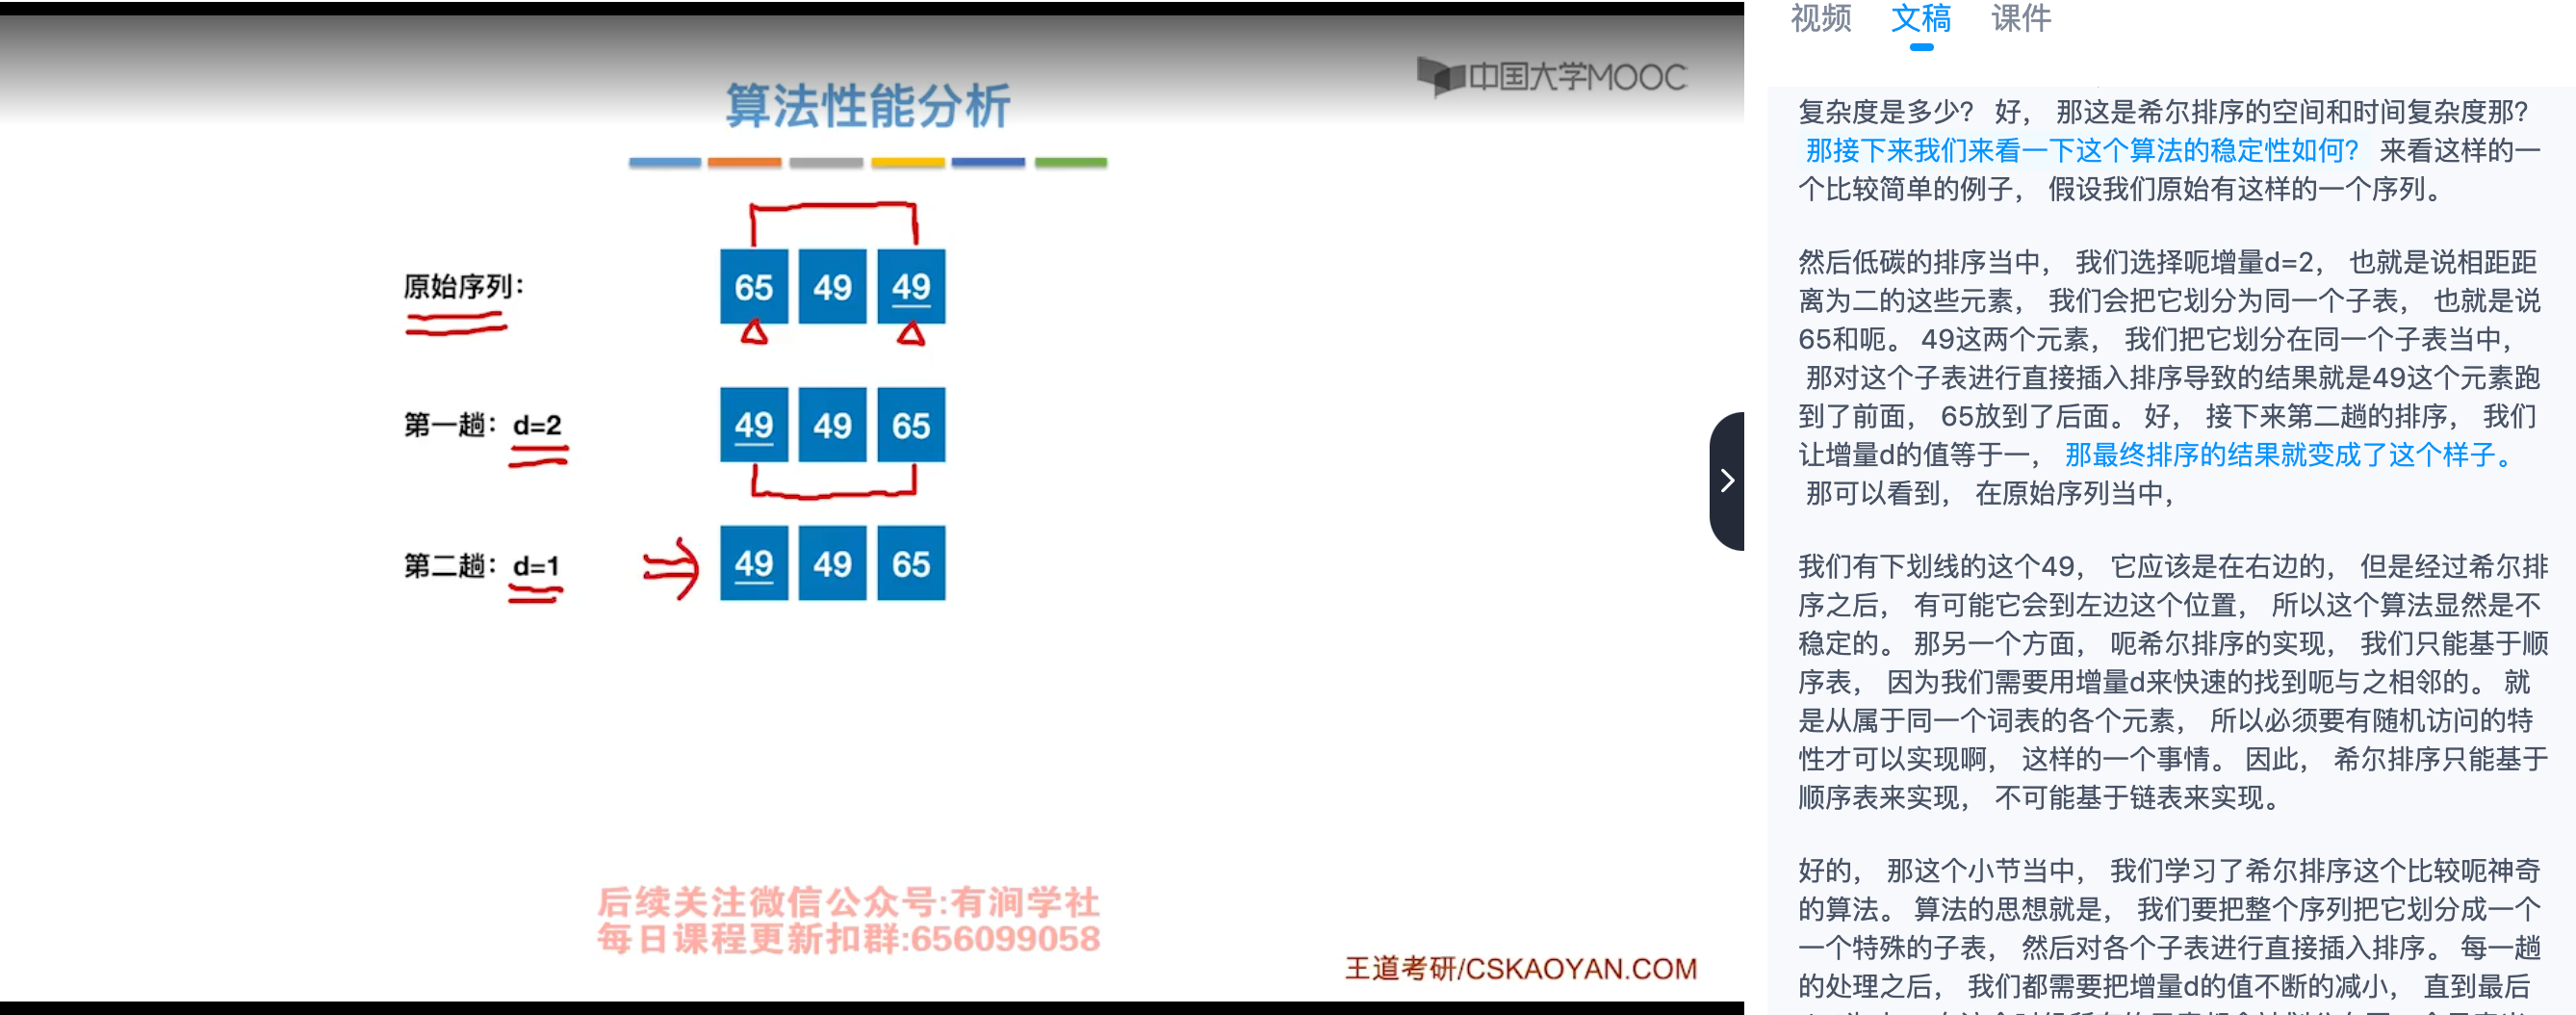 中国大学MOOC
算法性能分析
原始序列：
65 49 49
第一趟：d=2
49 49 65
第二趟：d=1
49 49 65
后续关注微信公众号:有涧学社
每日课程更新扣群:656099058
王道考研/CSKAOYAN.COM
视频 文稿 课件
复杂度是多少？ 好， 那这是希尔排序的空间和时间复杂度那？
那接下来我们来看一下这个算法的稳定性如何？ 来看这样的一
个比较简单的例子， 假设我们原始有这样的一个序列。
然后低碳的排序当中， 我们选择呃增量d=2， 也就是说相距距
离为二的这些元素， 我们会把它划分为同一个子表， 也就是说
65和呃。 49这两个元素， 我们把它划分在同一个子表当中，
那对这个子表进行直接插入排序导致的结果就是49这个元素跑
到了前面， 65放到了后面。 好， 接下来第二趟的排序， 我们
让增量d的值等于一， 那最终排序的结果就变成了这个样子。
那可以看到， 在原始序列当中，
我们有下划线的这个49， 它应该是在右边的， 但是经过希尔排
序之后， 有可能它会到左边这个位置， 所以这个算法显然是不
稳定的。 那另一个方面， 呃希尔排序的实现， 我们只能基于顺
序表， 因为我们需要用增量d来快速的找到呃与之相邻的。 就
是从属于同一个词表的各个元素， 所以必须要有随机访问的特
性才可以实现啊， 这样的一个事情。 因此， 希尔排序只能基于
顺序表来实现， 不可能基于链表来实现。
好的， 那这个小节当中， 我们学习了希尔排序这个比较呃神奇
的算法。 算法的思想就是， 我们要把整个序列把它划分成一个
一个特殊的子表， 然后对各个子表进行直接插入排序。 每一趟
的处理之后， 我们都需要把增量d的值不断的减小， 直到最后